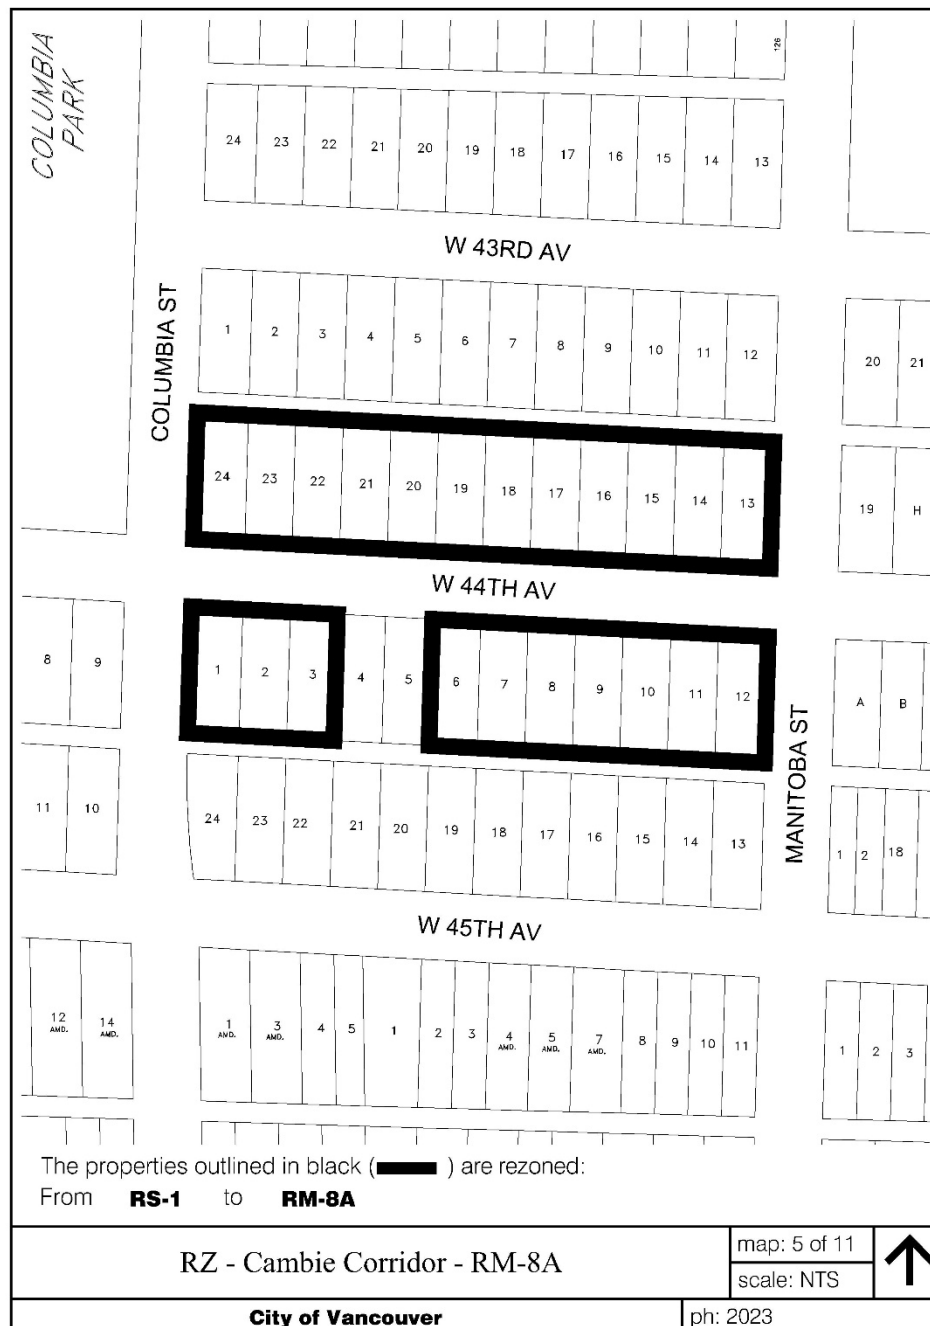 COLUMBIA
PARK
126
24 23 22 21 20 19 18 17 16 15 14 13
W 43RD AV
COLUMBIA ST
1 2 3 4 5 6 7 8 9 10 11 12
20 21
24 23 22 21 20 19 18 17 16 15 14 13
19 H
W 44TH AV
8 9
1 2 3 4 5 6 7 8 9 10 11 12
A B
MANITOBA ST
11 10
24 23 22 21 20 19 18 17 16 15 14 13
1 2 18
W 45TH AV
12 AMD. 14 AMD.
1 AMD. 3 AMD. 4 5 1 2 3 4 AMD. 5 AMD. 7 AMD. 8 9 10 11
1 2 3
The properties outlined in black ( ) are rezoned:
From RS-1 to RM-8A
RZ - Cambie Corridor - RM-8A
map: 5 of 11
scale: NTS
City of Vancouver
ph: 2023